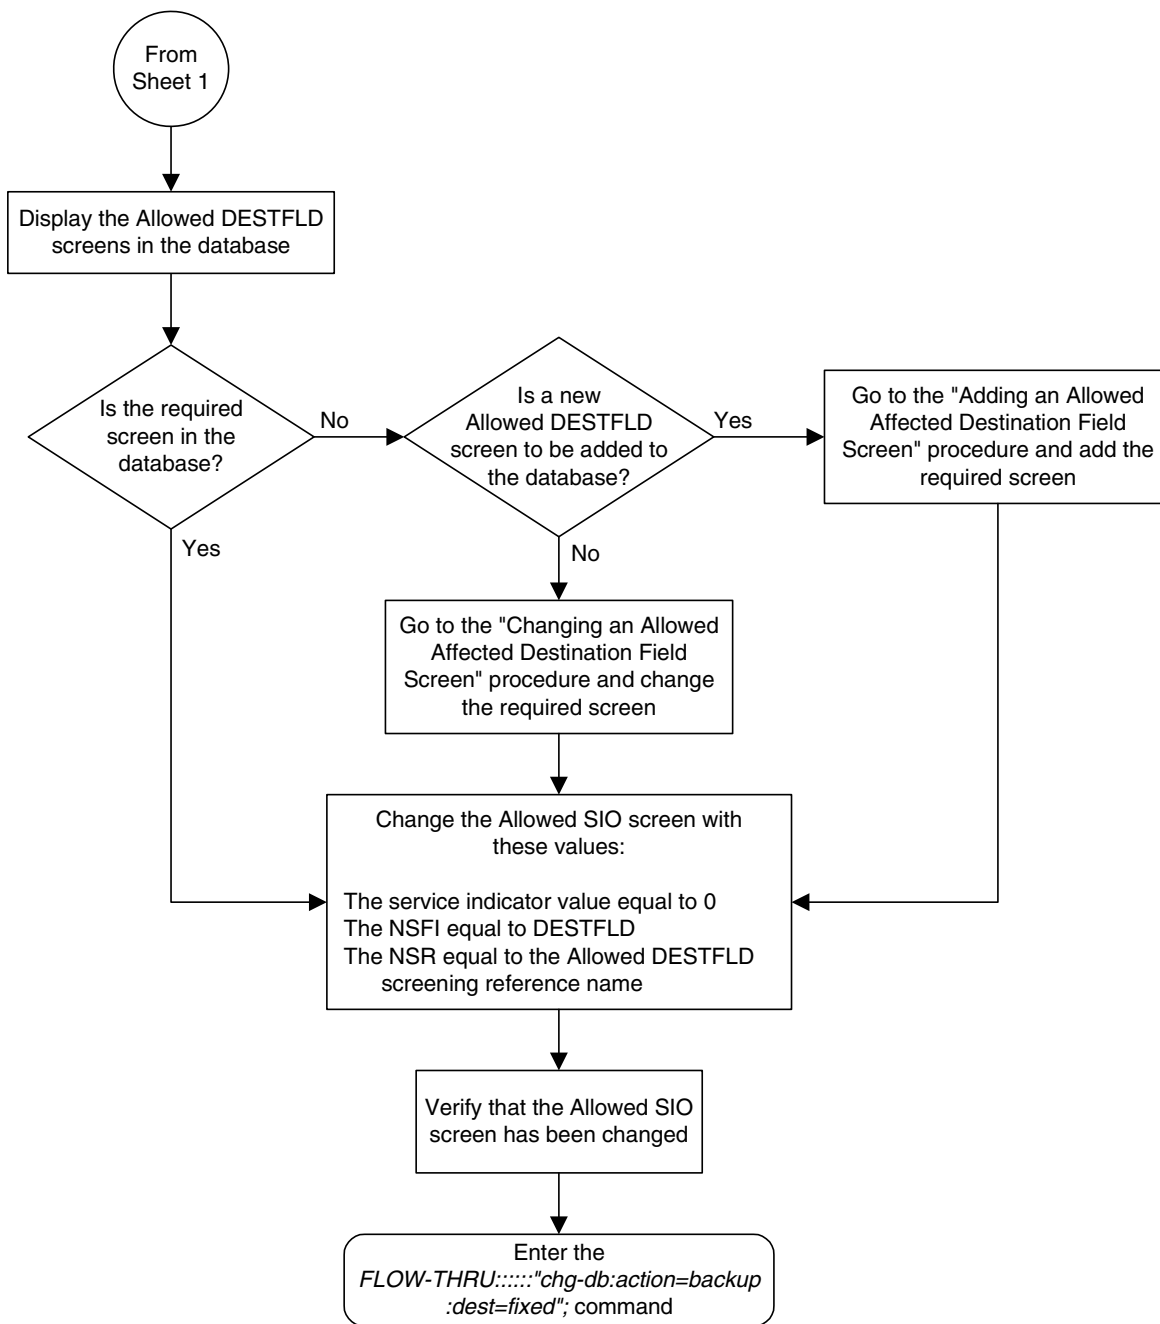 From
Sheet 1
Display the Allowed DESTFLD
screens in the database
Is the required
screen in the
database?
No
Yes
Is a new
Allowed DESTFLD
screen to be added to
the database?
Yes
No
Go to the "Adding an Allowed
Affected Destination Field
Screen" procedure and add the
required screen
Go to the "Changing an Allowed
Affected Destination Field
Screen" procedure and change
the required screen
Change the Allowed SIO screen with
these values:
The service indicator value equal to 0
The NSFI equal to DESTFLD
The NSR equal to the Allowed DESTFLD
screening reference name
Verify that the Allowed SIO
screen has been changed
Enter the
FLOW-THRU::::::"chg-db:action=backup
:dest=fixed"; command